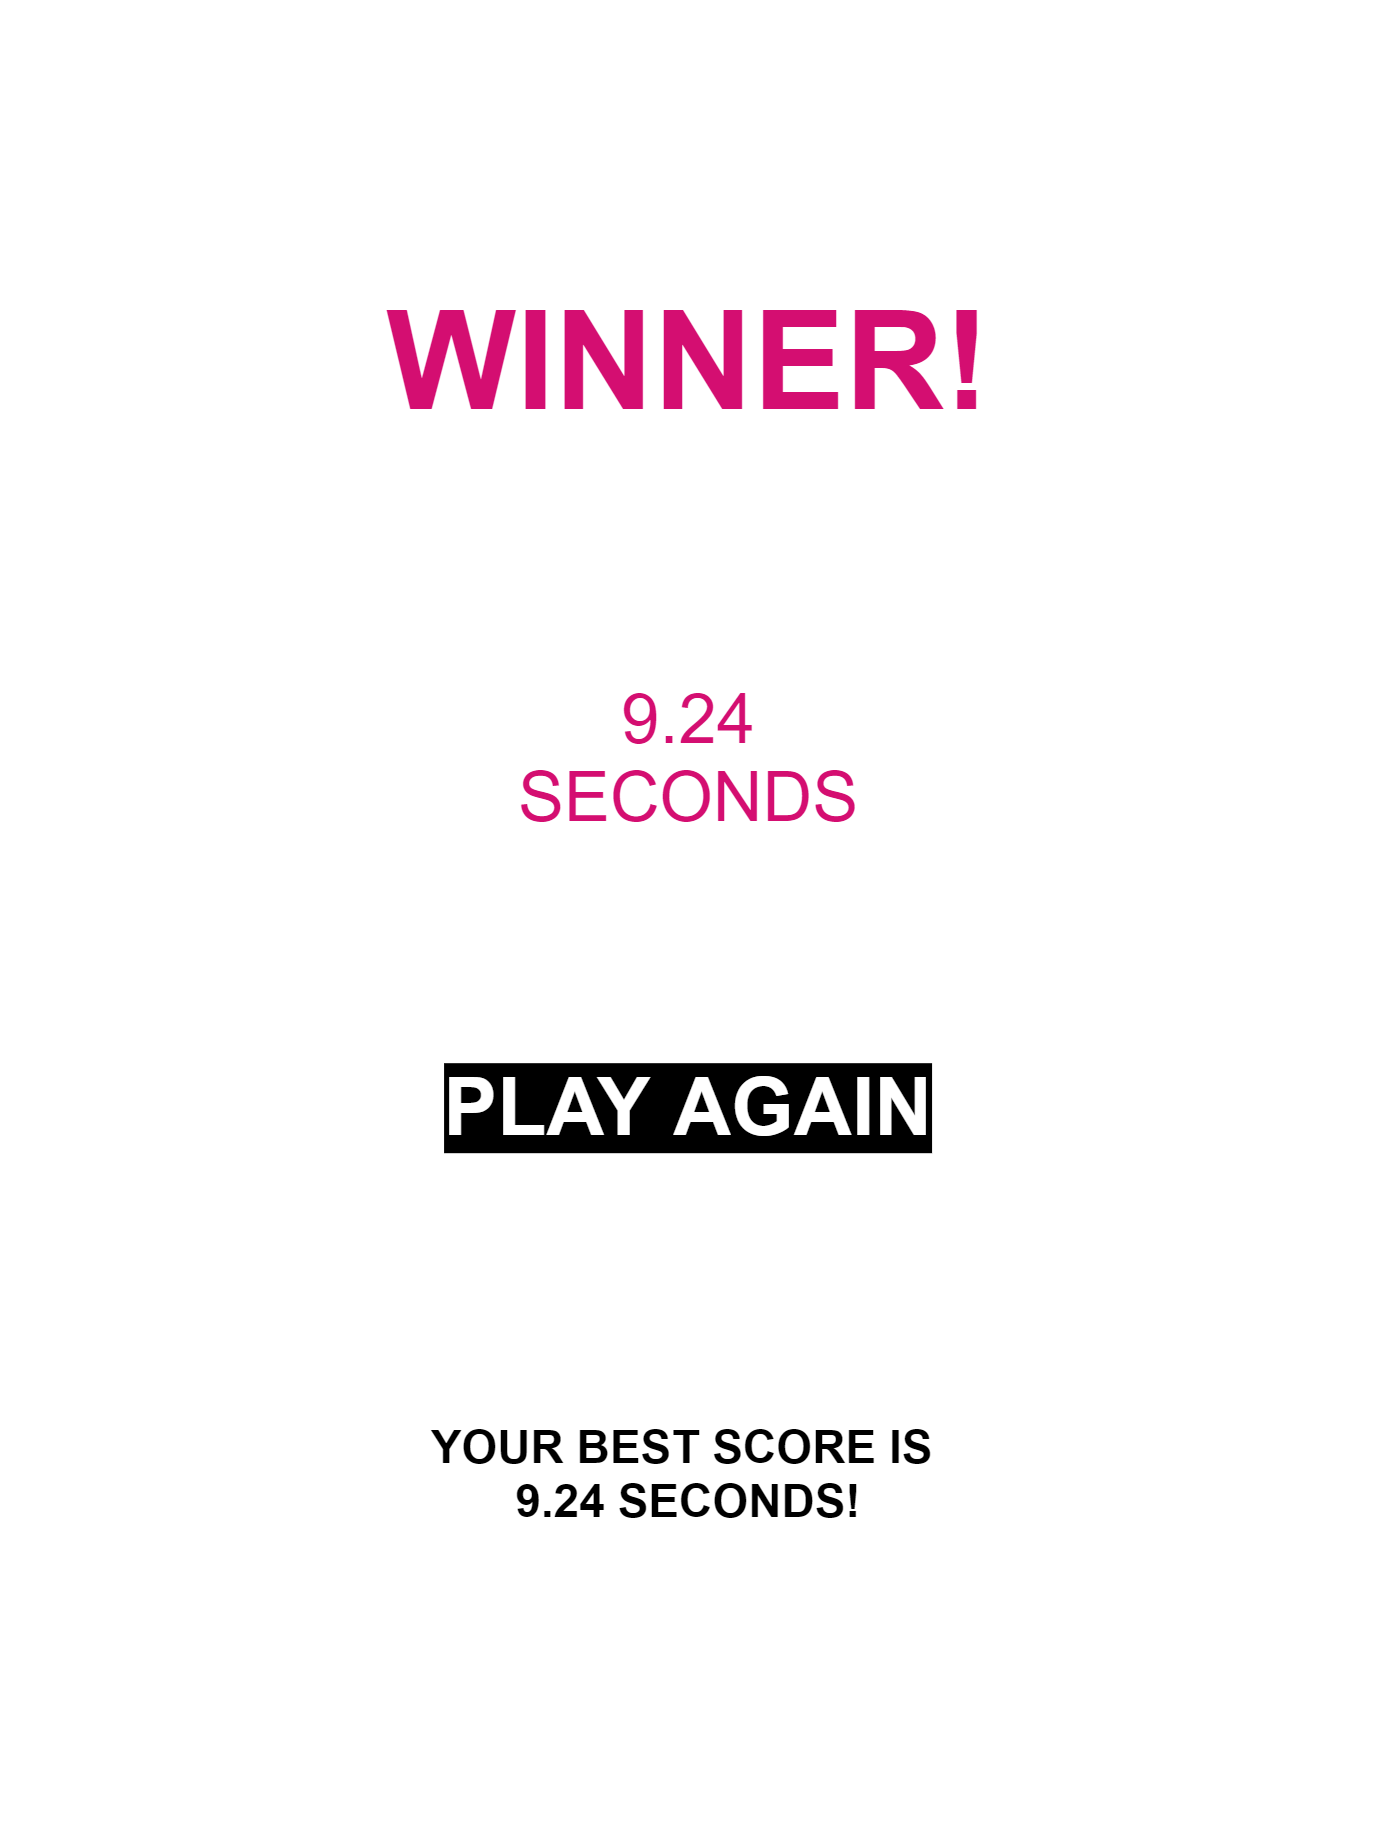 WINNER!
9.24
SECONDS
PLAY AGAIN
YOUR BEST SCORE IS
9.24 SECONDS!